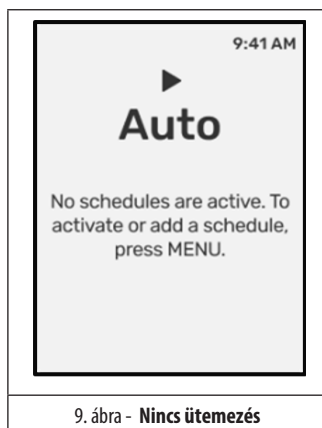 9:41 AM
Auto
No schedules are active. To
activate or add a schedule,
press MENU.
9. ábra - Nincs ütemezés